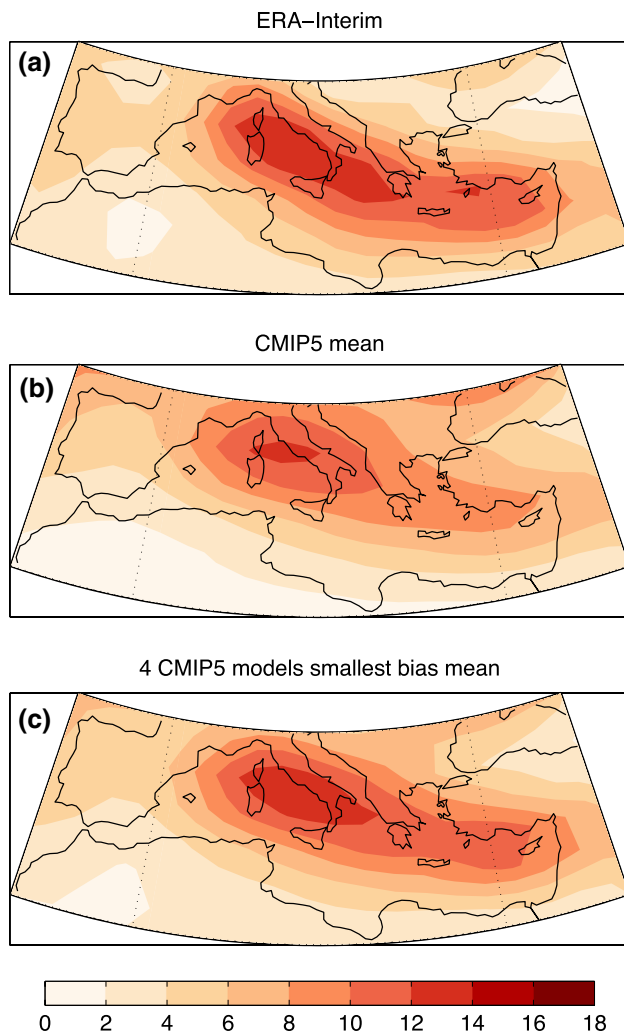 ERA–Interim
(a)
CMIP5 mean
(b)
4 CMIP5 models smallest bias mean
(c)
0 2 4 6 8 10 12 14 16 18